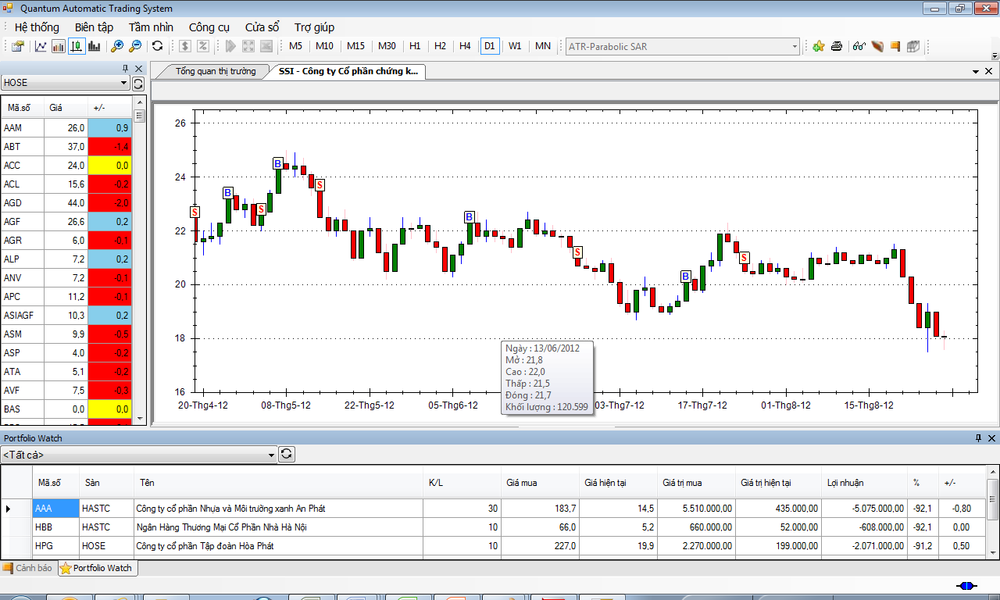 Quantum Automatic Trading System
Hệ thống Biên tập Tầm nhìn Công cụ Cửa sổ Trợ giúp
$ % M5 M10 M15 M30 H1 H2 H4 D1 W1 MN ATR-Parabolic SAR
Tổng quan thị trường SSI - Công ty Cổ phần chứng k...
HOSE
Mã.số Giá +/-
AAM 26,0 0,9
ABT 37,0 -1,4
ACC 24,0 0,0
ACL 15,6 -0,2
AGD 44,0 -2,0
AGF 26,6 0,2
AGR 6,0 -0,1
ALP 7,2 0,2
ANV 7,2 -0,1
APC 11,2 -0,1
ASIAGF 10,3 0,2
ASM 9,9 -0,5
ASP 4,0 -0,2
ATA 5,1 -0,2
AVF 7,5 -0,3
BAS 0,0 0,0
26
24
22
20
18
16
S B S B S B S B S
20-Thg4-12 08-Thg5-12 22-Thg5-12 05-Thg6-12 03-Thg7-12 17-Thg7-12 01-Thg8-12 15-Thg8-12
Ngày : 13/06/2012
Mở : 21,8
Cao : 22,0
Thấp : 21,5
Đóng : 21,7
Khối lượng : 120.599
Portfolio Watch
<Tất cả>
Mã.số Sàn Tên K/L Giá mua Giá hiện tại Giá trị mua Giá trị hiện tại Lợi nhuận % +/-
AAA HASTC Công ty cổ phần Nhựa và Môi trường xanh An Phát 30 183,7 14,5 5.510.000,00 435.000,00 -5.075.000,00 -92,1 -0,80
HBB HASTC Ngân Hàng Thương Mại Cổ Phần Nhà Hà Nội 10 66,0 5,2 660.000,00 52.000,00 -608.000,00 -92,1 0,00
HPG HOSE Công ty cổ phần Tập đoàn Hòa Phát 10 227,0 19,9 2.270.000,00 199.000,00 -2.071.000,00 -91,2 0,50
Cảnh báo Portfolio Watch